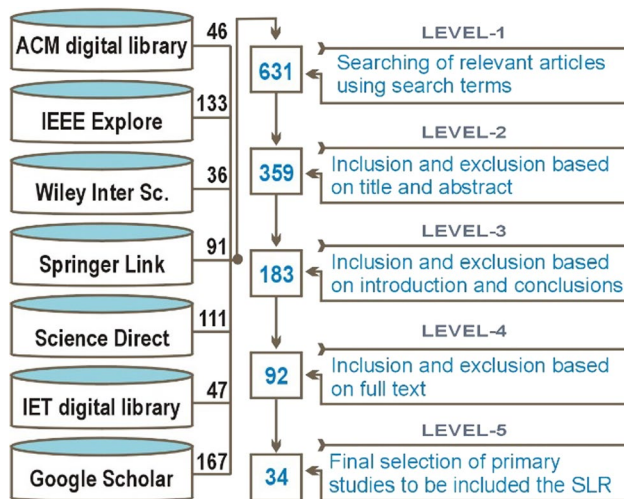 ACM digital library
46
IEEE Explore
133
Wiley Inter Sc.
36
Springer Link
91
Science Direct
111
IET digital library
47
Google Scholar
167
631
LEVEL-1
Searching of relevant articles
using search terms
359
LEVEL-2
Inclusion and exclusion based
on title and abstract
183
LEVEL-3
Inclusion and exclusion based
on introduction and conclusions
92
LEVEL-4
Inclusion and exclusion based
on full text
34
LEVEL-5
Final selection of primary
studies to be included the SLR